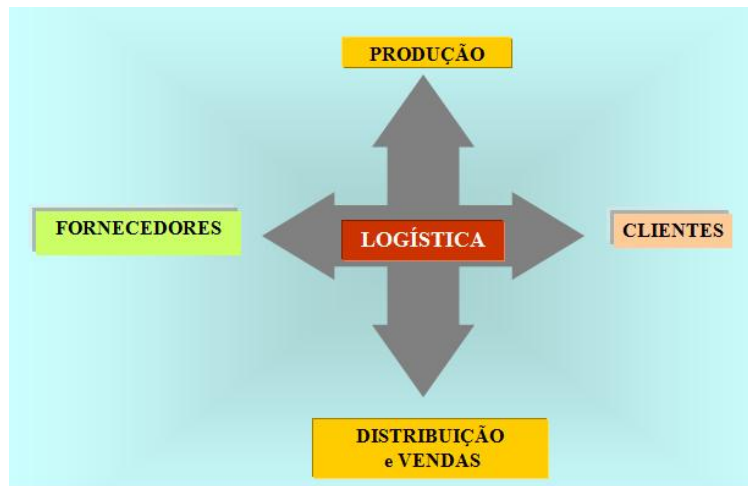 PRODUÇÃO
FORNECEDORES
LOGÍSTICA
CLIENTES
DISTRIBUIÇÃO
e VENDAS